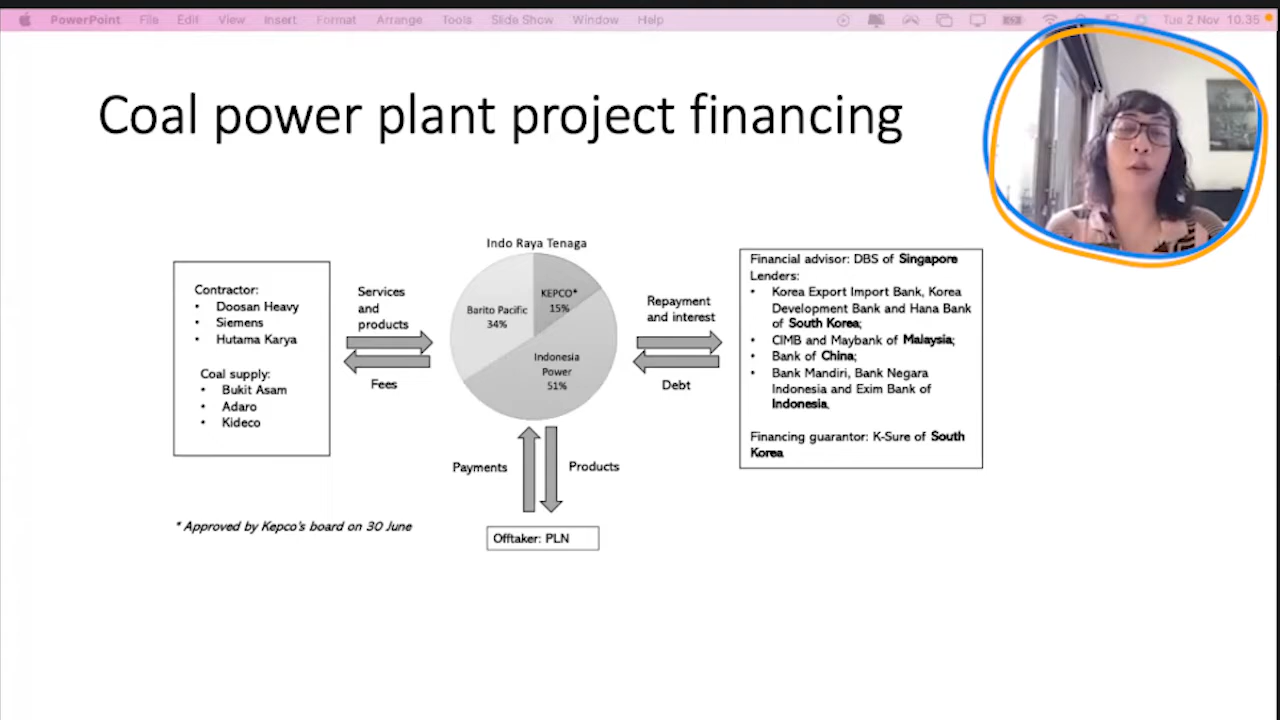 PowerPoint File Edit View Insert Format Arrange Tools Slide Show Window Help Tue 2 Nov 10.35
Coal power plant project financing
Contractor:
• Doosan Heavy
• Siemens
• Hutama Karya
Coal supply:
• Bukit Asam
• Adaro
• Kideco
Services
and
products
Fees
Indo Raya Tenaga
KEPCO*
15%
Barito Pacific
34%
Indonesia
Power
51%
Repayment
and interest
Debt
Financial advisor: DBS of Singapore
Lenders:
• Korea Export Import Bank, Korea
Development Bank and Hana Bank
of South Korea;
• CIMB and Maybank of Malaysia;
• Bank of China;
• Bank Mandiri, Bank Negara
Indonesia and Exim Bank of
Indonesia.
Financing guarantor: K-Sure of South
Korea
Payments
Products
* Approved by Kepco's board on 30 June
Offtaker: PLN